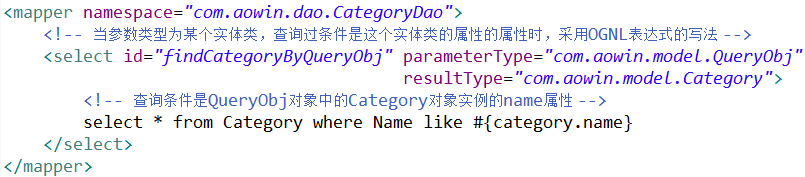 <mapper namespace="com.aowin.dao.CategoryDao">
<!-- 当参数类型为某个实体类，查询过条件是这个实体类的属性的属性时，采用OGNL表达式的写法 -->
<select id="findCategoryByQueryObj" parameterType="com.aowin.model.QueryObj"
resultType="com.aowin.model.Category">
<!-- 查询条件是QueryObj对象中的Category对象实例的name属性 -->
select * from Category where Name like #{category.name}
</select>
</mapper>